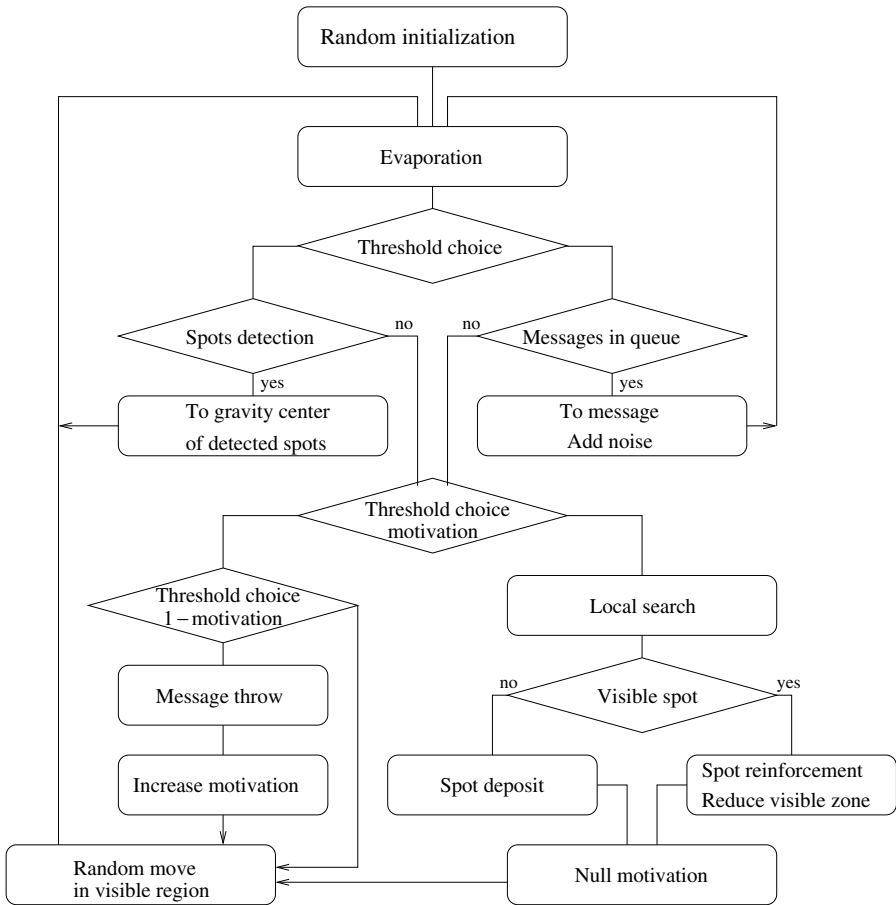 Random initialization
Evaporation
Threshold choice
Spots detection
no
no
Messages in queue
yes
yes
To gravity center
of detected spots
To message
Add noise
Threshold choice
motivation
Threshold choice
1 − motivation
Local search
Message throw
no
Visible spot
yes
Increase motivation
Spot deposit
Spot reinforcement
Reduce visible zone
Random move
in visible region
Null motivation